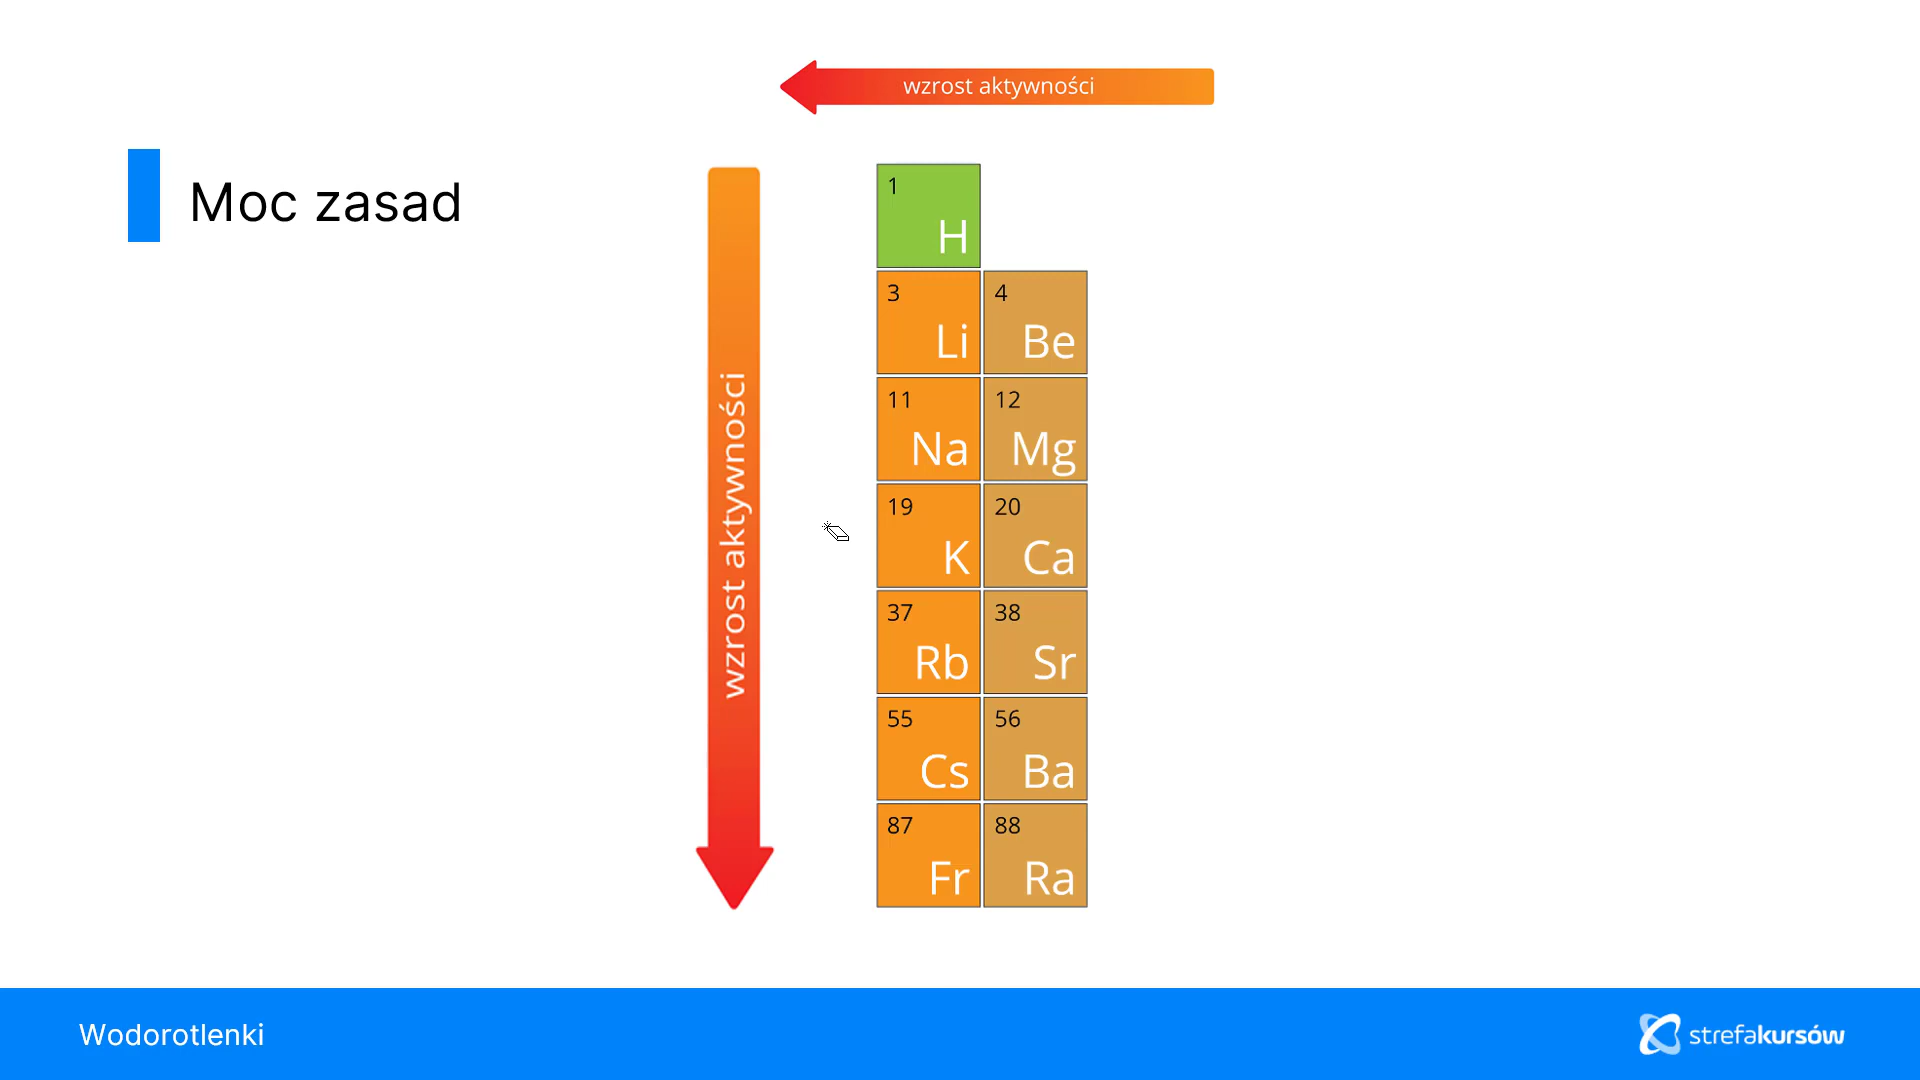 wzrost aktywności
Moc zasad
wzrost aktywności
1
H
3
Li
4
Be
11
Na
12
Mg
19
K
20
Ca
37
Rb
38
Sr
55
Cs
56
Ba
87
Fr
88
Ra
Wodorotlenki
strefakursów